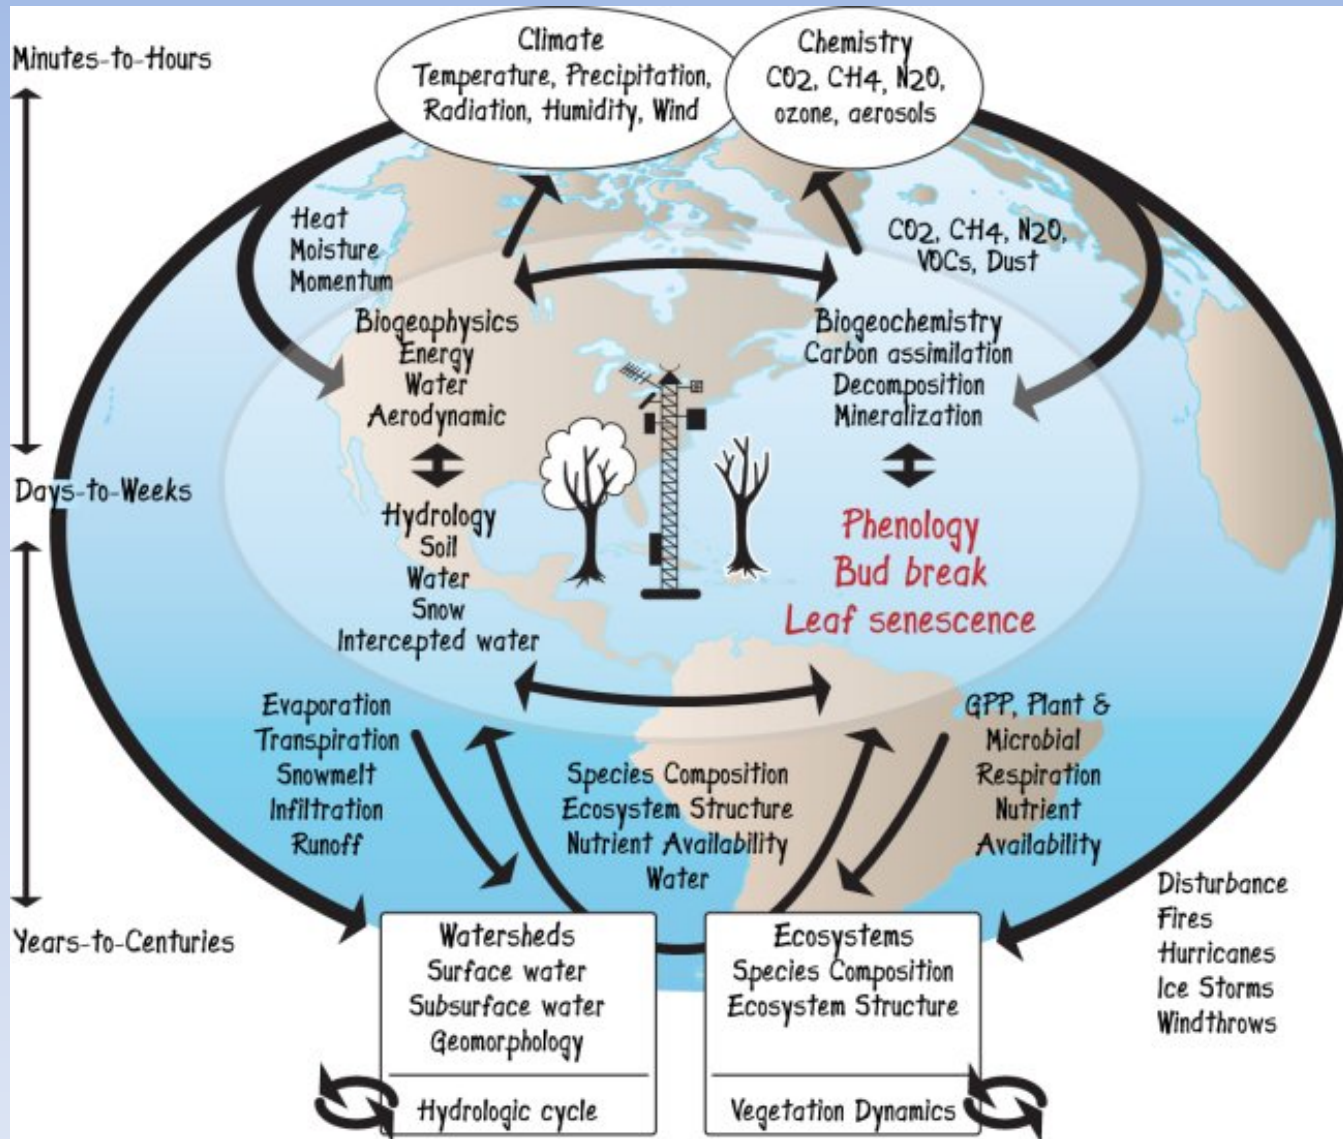 Minutes-to-Hours
Climate
Temperature, Precipitation,
Radiation, Humidity, Wind
Chemistry
CO2, CH4, N2O,
ozone, aerosols
Heat
Moisture
Momentum
CO2, CH4, N2O,
VOCs, Dust
Biogeophysics
Energy
Water
Aerodynamic
Biogeochemistry
Carbon assimilation
Decomposition
Mineralization
Days-to-Weeks
Hydrology
Soil
Water
Snow
Intercepted water
Phenology
Bud break
Leaf senescence
Evaporation
Transpiration
Snowmelt
Infiltration
Runoff
Species Composition
Ecosystem Structure
Nutrient Availability
Water
GPP, Plant &
Microbial
Respiration
Nutrient
Availability
Disturbance
Fires
Hurricanes
Ice Storms
Windthrows
Years-to-Centuries
Watersheds
Surface water
Subsurface water
Geomorphology
Hydrologic cycle
Ecosystems
Species Composition
Ecosystem Structure
Vegetation Dynamics